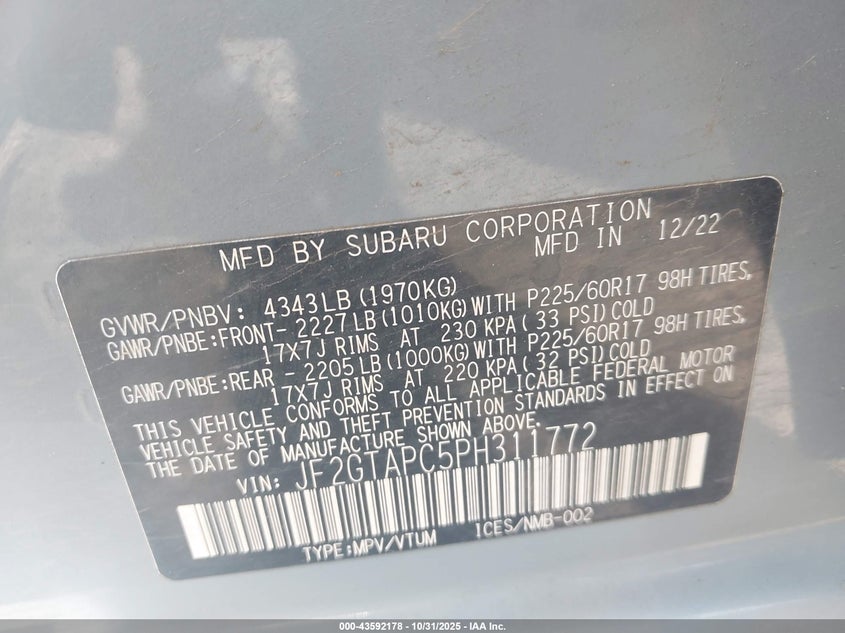 MFD BY SUBARU CORPORATION
MFD IN 12/22
GVWR/PNBV: 4343LB(1970KG)
GAWR/PNBE:FRONT- 2227LB(1010KG)WITH P225/60R17 98H TIRES,
17X7J RIMS AT 230 KPA( 33 PSI)COLD
GAWR/PNBE:REAR - 2205LB(1000KG)WITH P225/60R17 98H TIRES,
17X7J RIMS AT 220 KPA( 32 PSI)COLD
THIS VEHICLE CONFORMS TO ALL APPLICABLE FEDERAL MOTOR
VEHICLE SAFETY AND THEFT PREVENTION STANDARDS IN EFFECT ON
THE DATE OF MANUFACTURE SHOWN ABOVE.
VIN: JF2GTAPC5PH311772
TYPE:MPV/VTUM ICES/NMB-002
000-43592178 - 10/31/2025 - IAA Inc.